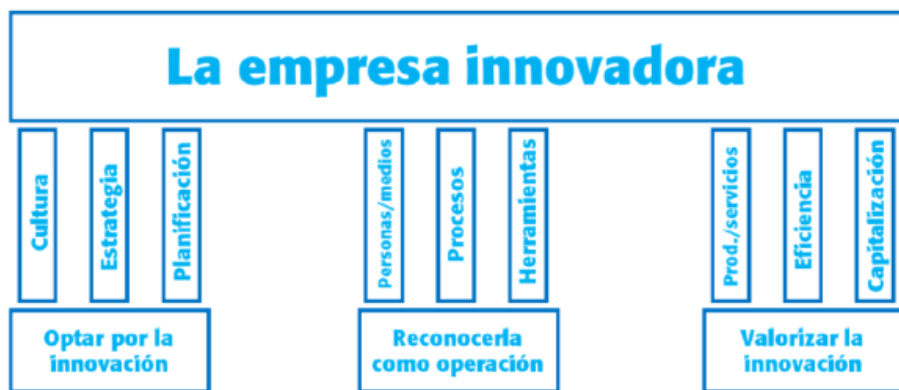 La empresa innovadora
Cultura
Estrategia
Planificación
Personas/medios
Procesos
Herramientas
Prod./servicios
Eficiencia
Capitalización
Optar por la
innovación
Reconocerla
como operación
Valorizar la
innovación